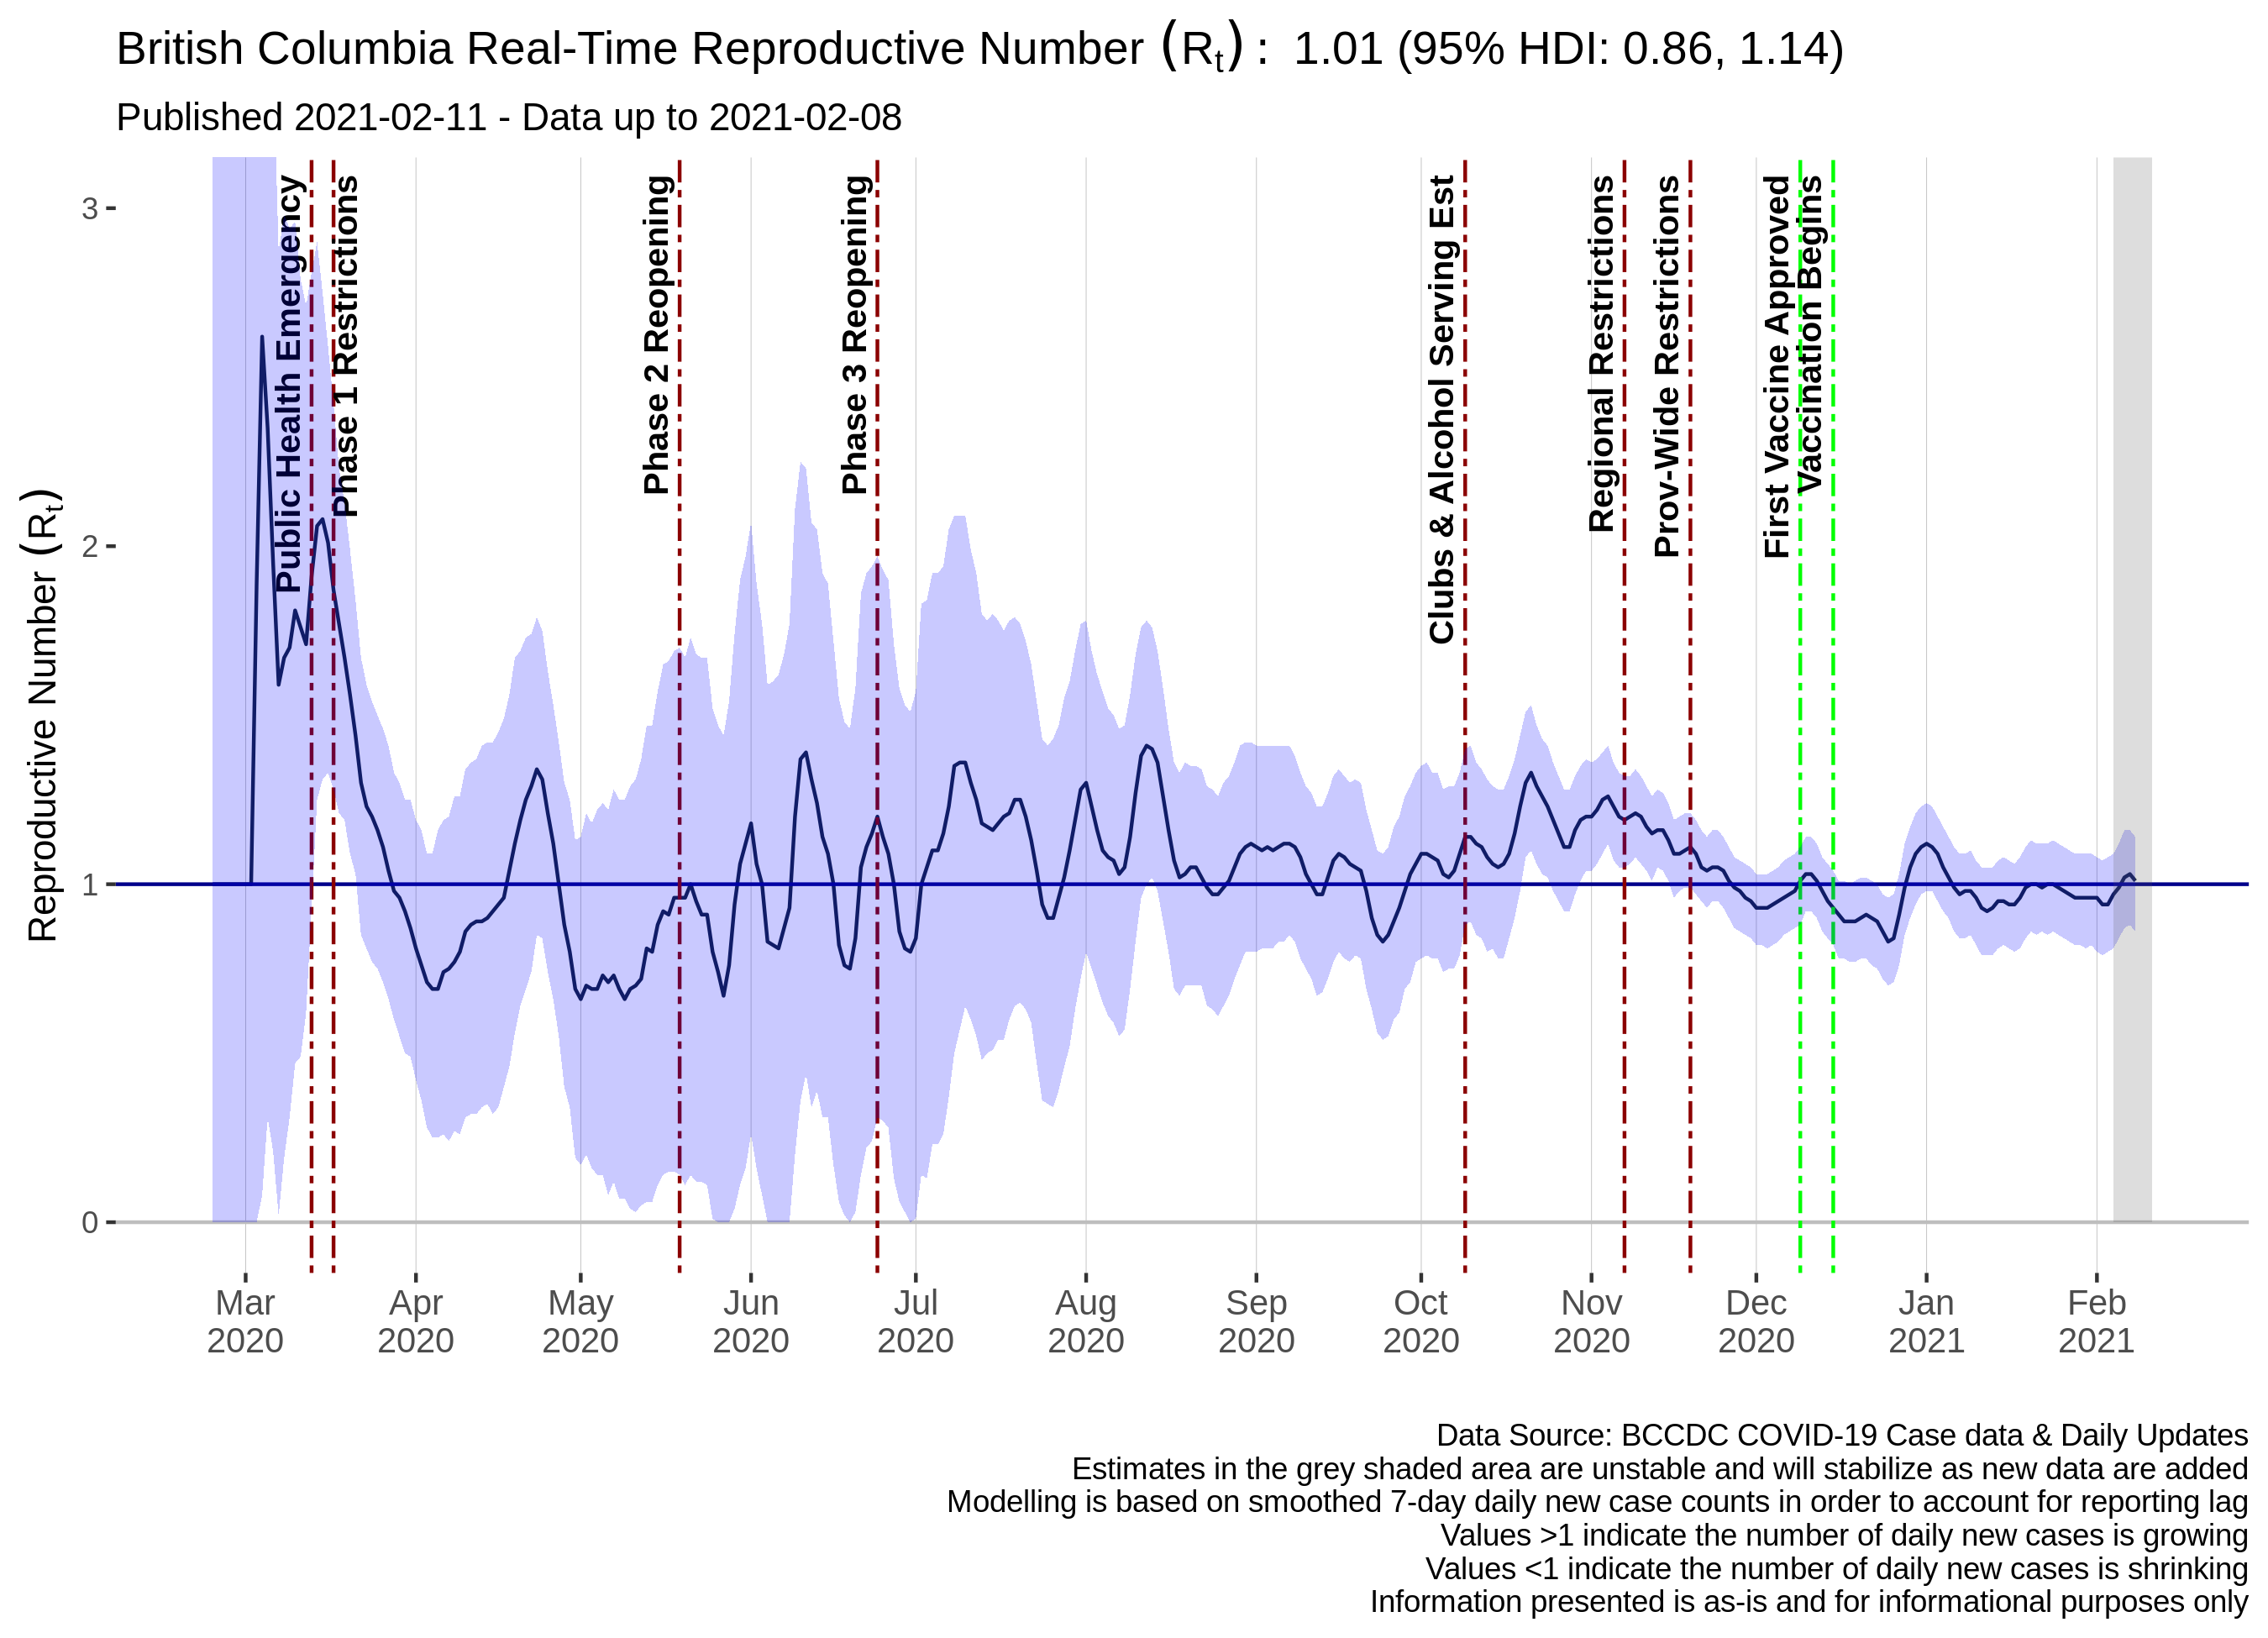 British Columbia Real-Time Reproductive Number (Rt) : 1.01 (95% HDI: 0.86, 1.14)
Published 2021-02-11 - Data up to 2021-02-08
Reproductive Number (Rt)
3
2
1
0
Public Health Emergency
Phase 1 Restrictions
Phase 2 Reopening
Phase 3 Reopening
Clubs & Alcohol Serving Est
Regional Restrictions
Prov-Wide Restrictions
First Vaccine Approved
Vaccination Begins
Mar
2020
Apr
2020
May
2020
Jun
2020
Jul
2020
Aug
2020
Sep
2020
Oct
2020
Nov
2020
Dec
2020
Jan
2021
Feb
2021
Data Source: BCCDC COVID-19 Case data & Daily Updates
Estimates in the grey shaded area are unstable and will stabilize as new data are added
Modelling is based on smoothed 7-day daily new case counts in order to account for reporting lag
Values >1 indicate the number of daily new cases is growing
Values <1 indicate the number of daily new cases is shrinking
Information presented is as-is and for informational purposes only